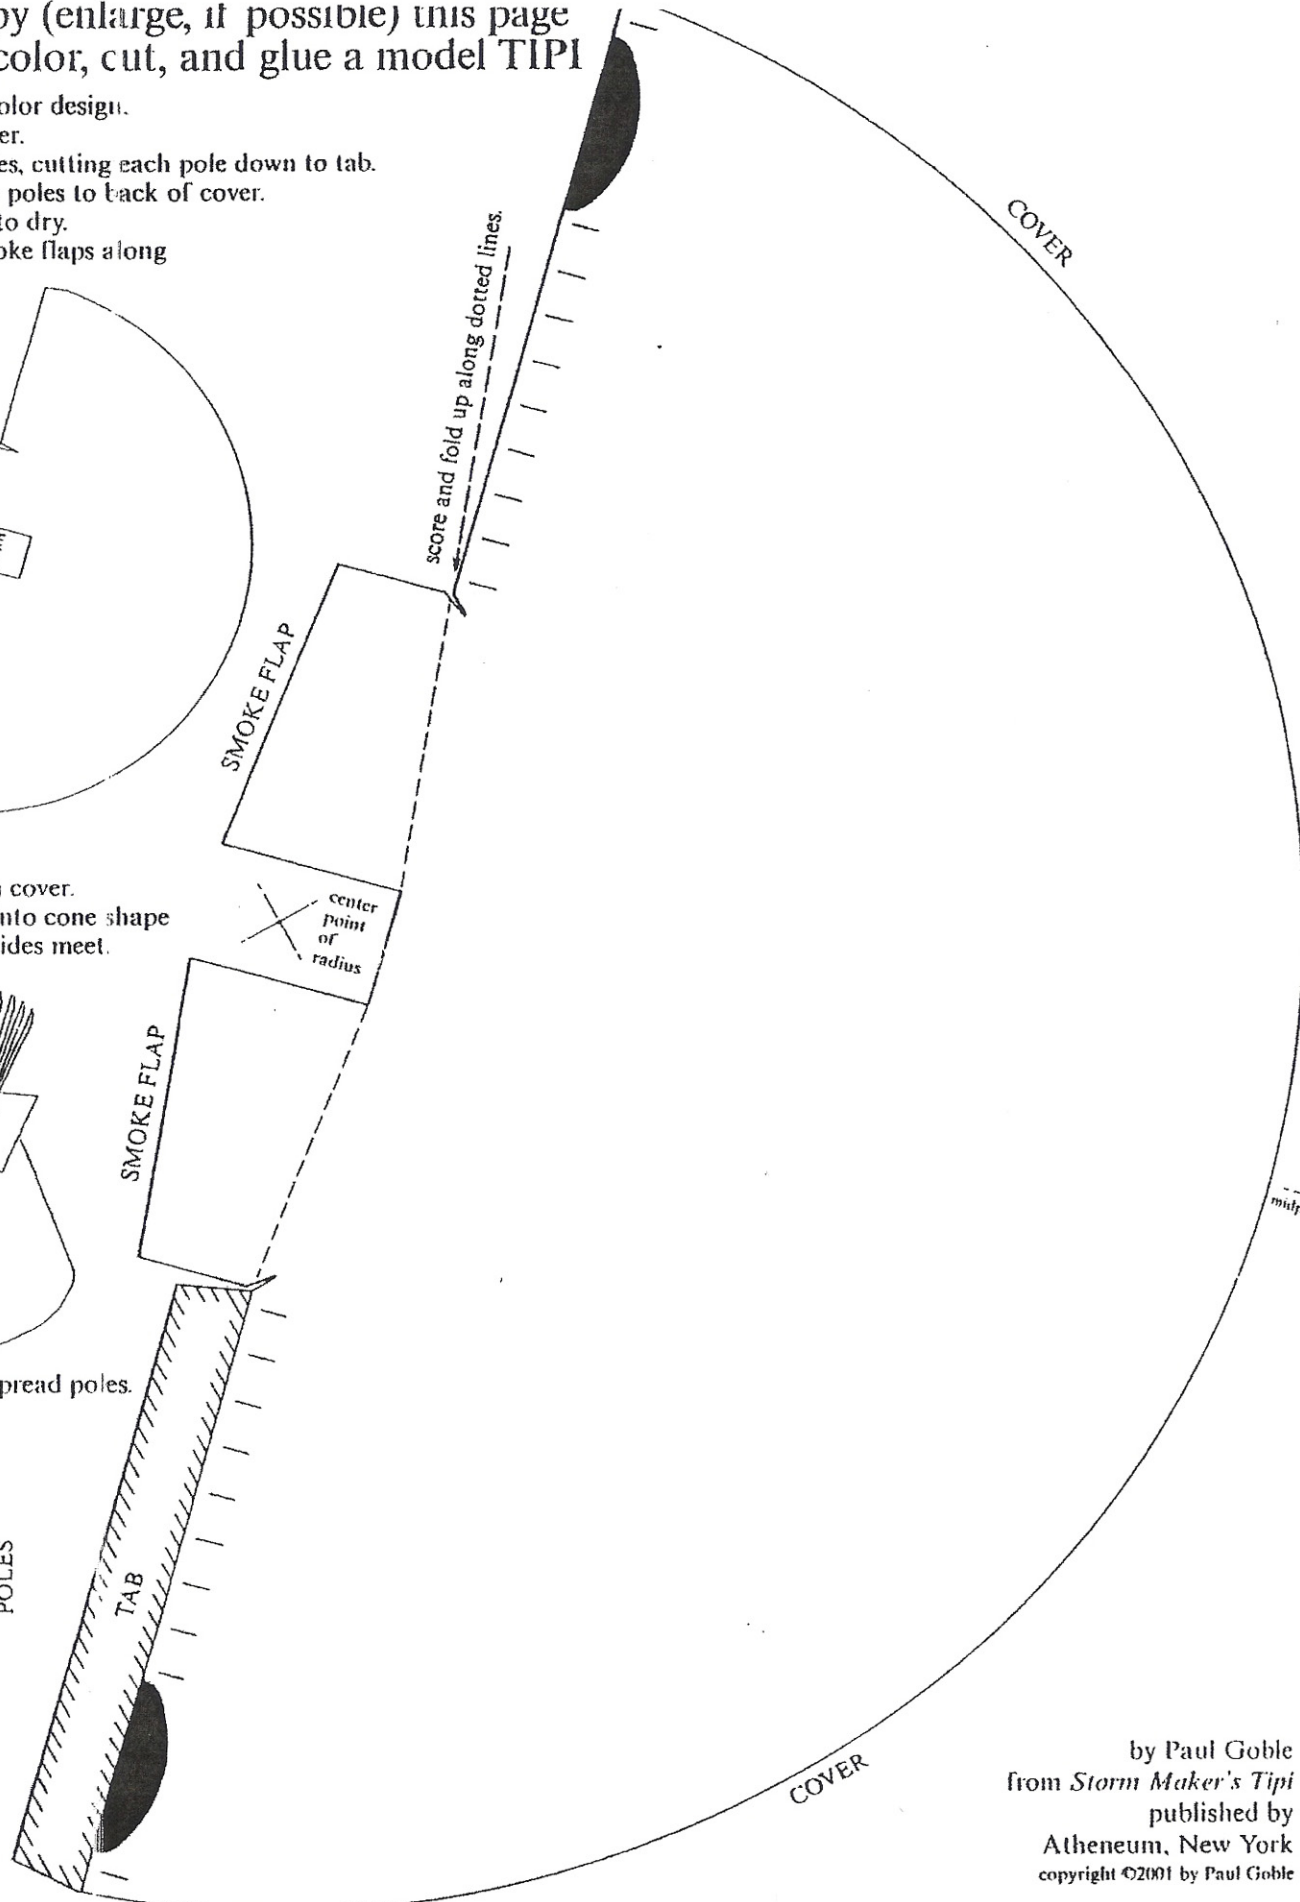 py (enlarge, if possible) this page
color, cut, and glue a model TIPI
olor design.
er.
es, cutting each pole down to tab.
poles to back of cover.
to dry.
oke flaps along
score and fold up along dotted lines.
COVER
SMOKE FLAP
center
point
of
radius
cover.
nto cone shape
ides meet.
SMOKE FLAP
midp
pread poles.
POLES
TAB
COVER
by Paul Goble
from Storm Maker's Tipi
published by
Atheneum, New York
copyright ©2001 by Paul Goble